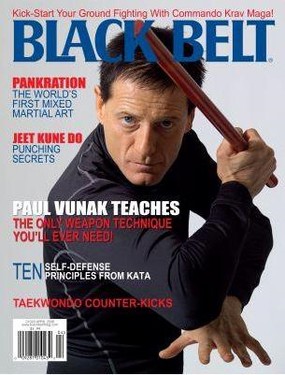 Kick-Start Your Ground Fighting With Commando Krav Maga!
BLACK BELT
PANKRATION
THE WORLD'S
FIRST MIXED
MARTIAL ART
JEET KUNE DO
PUNCHING
SECRETS
PAUL VUNAK TEACHES
THE ONLY WEAPON TECHNIQUE
YOU'LL EVER NEED!
TEN SELF-DEFENSE
PRINCIPLES FROM KATA
TAEKWONDO COUNTER-KICKS